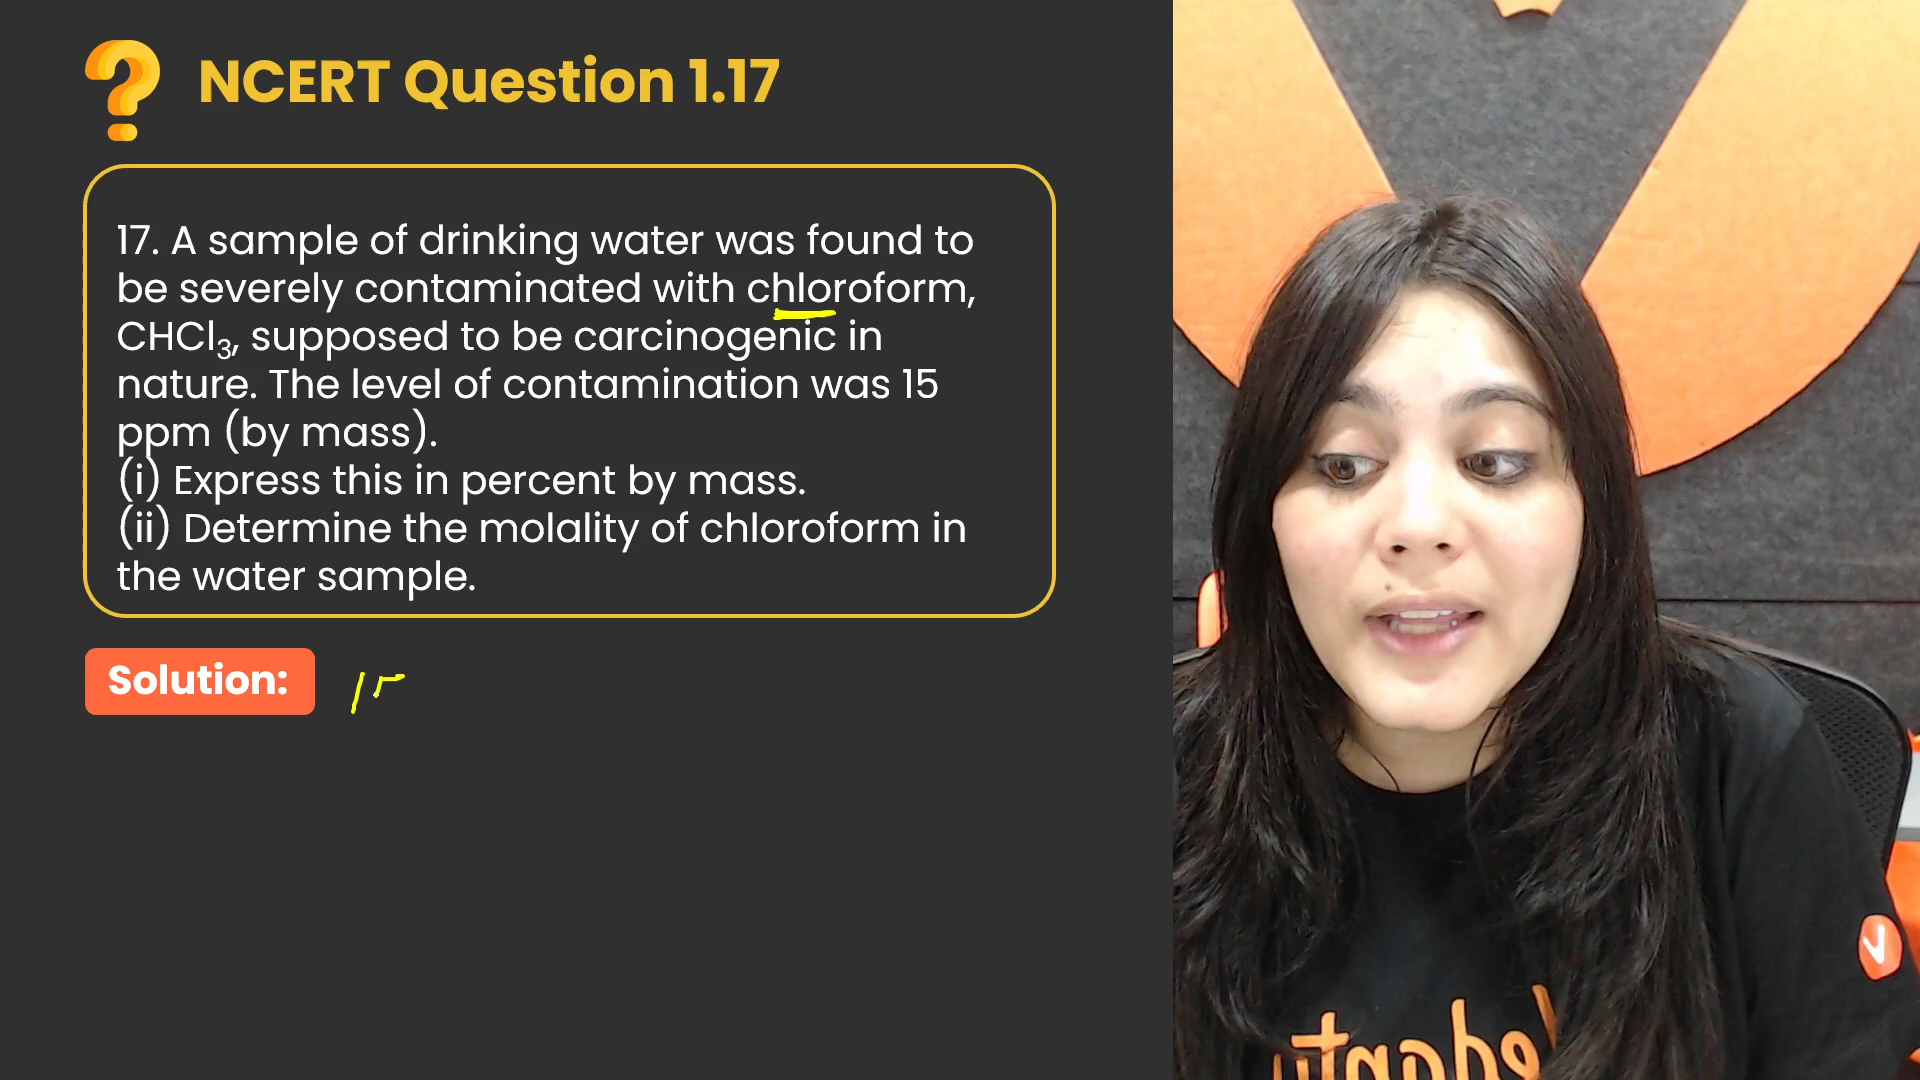 NCERT Question 1.17
17. A sample of drinking water was found to
be severely contaminated with chloroform,
CHCl₃, supposed to be carcinogenic in
nature. The level of contamination was 15
ppm (by mass).
(i) Express this in percent by mass.
(ii) Determine the molality of chloroform in
the water sample.
Solution: